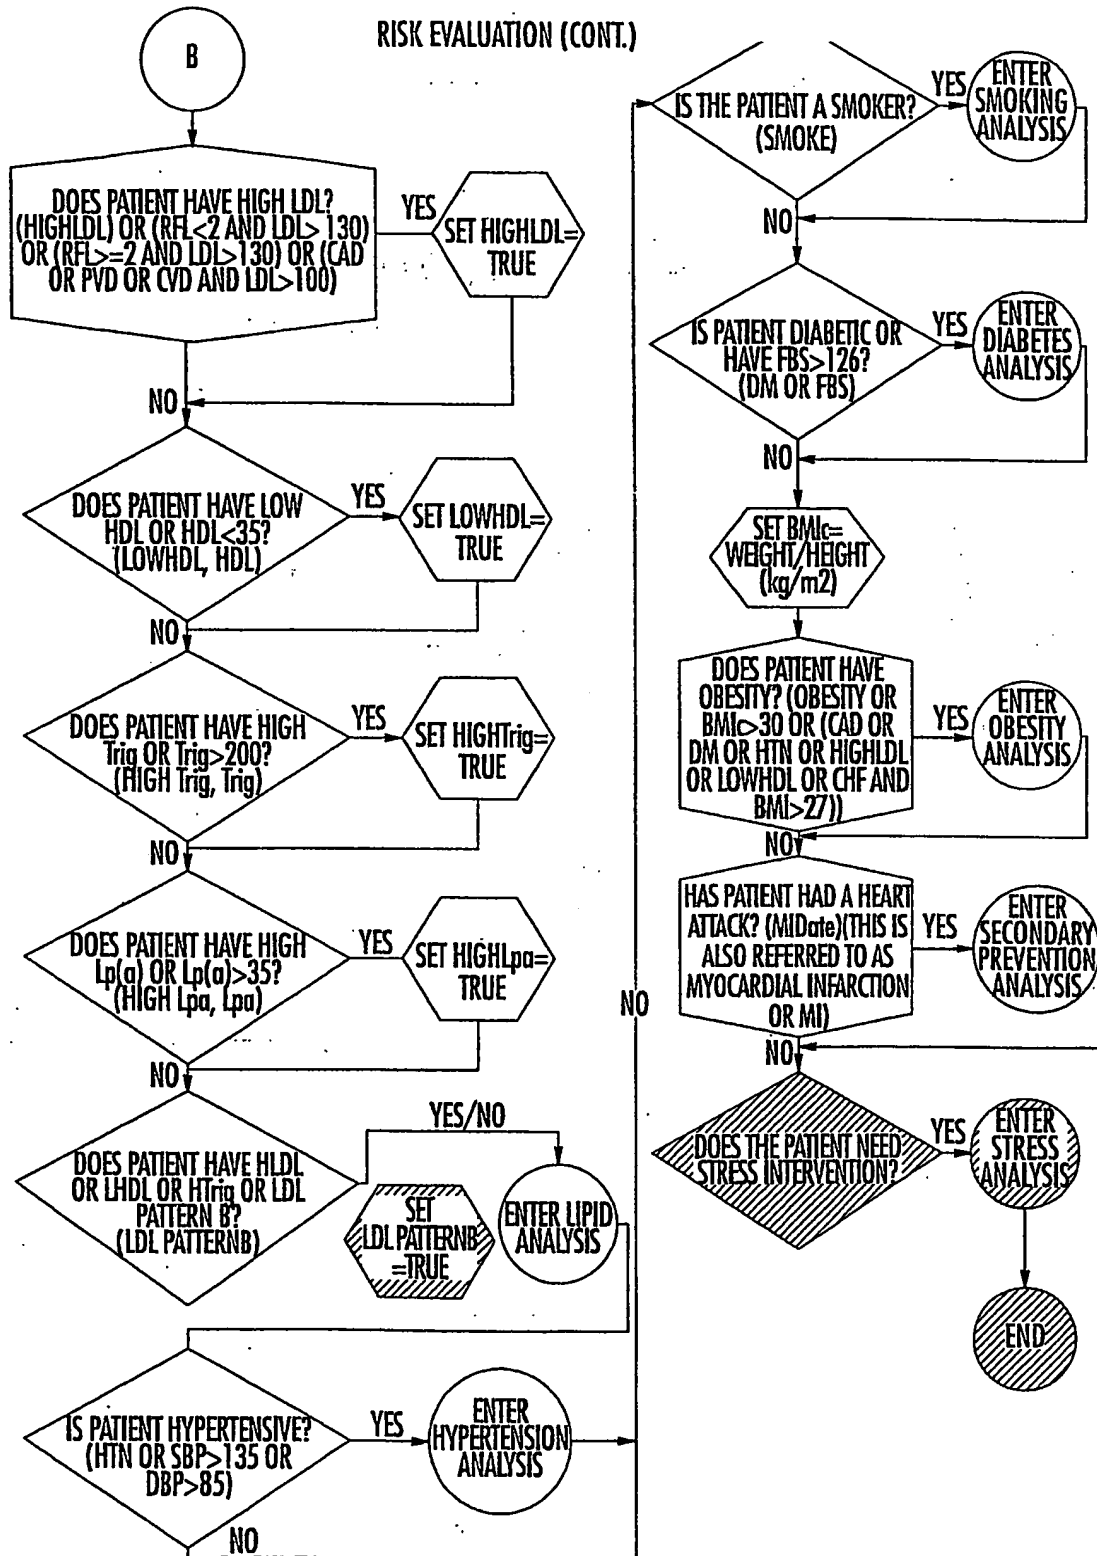 RISK EVALUATION (CONT.)
B
DOES PATIENT HAVE HIGH LDL?
(HIGHLDL) OR (RFL<2 AND LDL>130)
OR (RFL>=2 AND LDL>130) OR (CAD
OR PVD OR CVD AND LDL>100)
YES
SET HIGHLDL=
TRUE
NO
DOES PATIENT HAVE LOW
HDL OR HDL<35?
(LOWHDL, HDL)
YES
SET LOWHDL=
TRUE
NO
DOES PATIENT HAVE HIGH
Trig OR Trig>200?
(HIGH Trig, Trig)
YES
SET HIGHTrig=
TRUE
NO
DOES PATIENT HAVE HIGH
Lp(a) OR Lp(a)>35?
(HIGH Lpa, Lpa)
YES
SET HIGHLpa=
TRUE
NO
DOES PATIENT HAVE HLDL
OR LHDL OR HTrig OR LDL
PATTERN B?
(LDL PATTERNB)
YES/NO
SET
LDL PATTERNB
=TRUE
ENTER LIPID
ANALYSIS
IS PATIENT HYPERTENSIVE?
(HTN OR SBP>135 OR
DBP>85)
YES
ENTER
HYPERTENSION
ANALYSIS
NO
NO
IS THE PATIENT A SMOKER?
(SMOKE)
YES
ENTER
SMOKING
ANALYSIS
NO
IS PATIENT DIABETIC OR
HAVE FBS>126?
(DM OR FBS)
YES
ENTER
DIABETES
ANALYSIS
NO
SET BMIc=
WEIGHT/HEIGHT
(kg/m2)
DOES PATIENT HAVE
OBESITY? (OBESITY OR
BMIc>30 OR (CAD OR
DM OR HTN OR HIGHLDL
OR LOWHDL OR CHF AND
BMI>27))
YES
ENTER
OBESITY
ANALYSIS
NO
HAS PATIENT HAD A HEART
ATTACK? (MIDate)(THIS IS
ALSO REFERRED TO AS
MYOCARDIAL INFARCTION
OR MI)
YES
ENTER
SECONDARY
PREVENTION
ANALYSIS
NO
DOES THE PATIENT NEED
STRESS INTERVENTION?
YES
ENTER
STRESS
ANALYSIS
END